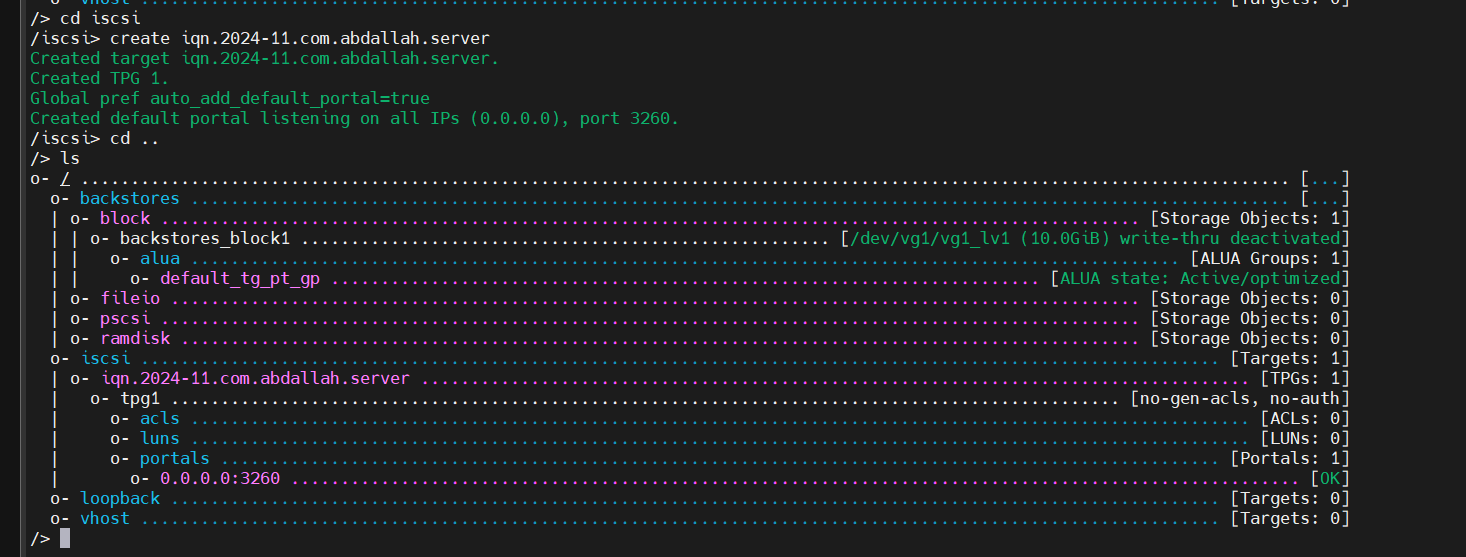 o- vhost ............................................................................................................ [Targets: 0]
/> cd iscsi
/iscsi> create iqn.2024-11.com.abdallah.server
Created target iqn.2024-11.com.abdallah.server.
Created TPG 1.
Global pref auto_add_default_portal=true
Created default portal listening on all IPs (0.0.0.0), port 3260.
/iscsi> cd ..
/> ls
o- / ......................................................................................................................... [...]
  o- backstores .............................................................................................................. [...]
  | o- block .................................................................................................. [Storage Objects: 1]
  | | o- backstores_block1 ..................................................... [/dev/vg1/vg1_lv1 (10.0GiB) write-thru deactivated]
  | |   o- alua ................................................................................................... [ALUA Groups: 1]
  | |     o- default_tg_pt_gp ....................................................................... [ALUA state: Active/optimized]
  | o- fileio ................................................................................................. [Storage Objects: 0]
  | o- pscsi .................................................................................................. [Storage Objects: 0]
  | o- ramdisk ................................................................................................ [Storage Objects: 0]
  o- iscsi ............................................................................................................ [Targets: 1]
  | o- iqn.2024-11.com.abdallah.server ................................................................................... [TPGs: 1]
  |   o- tpg1 ............................................................................................... [no-gen-acls, no-auth]
  |     o- acls .......................................................................................................... [ACLs: 0]
  |     o- luns .......................................................................................................... [LUNs: 0]
  |     o- portals .................................................................................................... [Portals: 1]
  |       o- 0.0.0.0:3260 ..................................................................................................... [OK]
  o- loopback ......................................................................................................... [Targets: 0]
  o- vhost ............................................................................................................ [Targets: 0]
/>